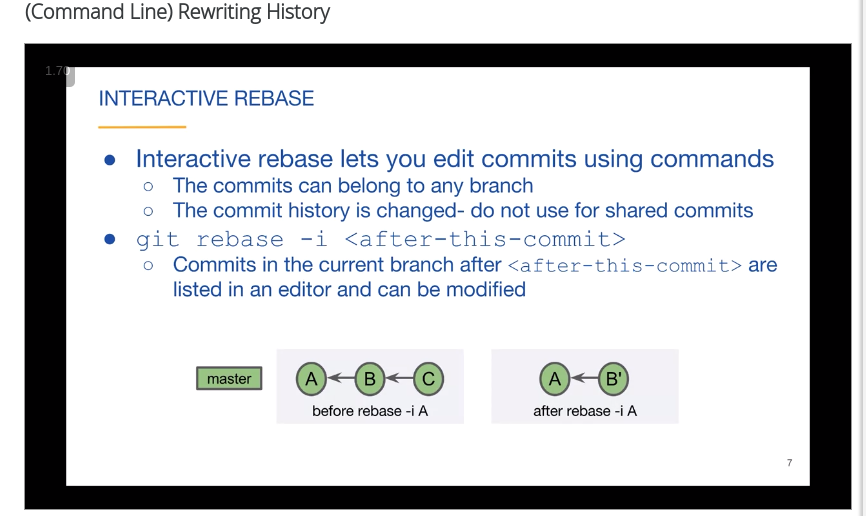 (Command Line) Rewriting History
1.70
INTERACTIVE REBASE
● Interactive rebase lets you edit commits using commands
○ The commits can belong to any branch
○ The commit history is changed- do not use for shared commits
● git rebase -i <after-this-commit>
○ Commits in the current branch after <after-this-commit> are
listed in an editor and can be modified
master A B C A B'
before rebase -i A after rebase -i A
7